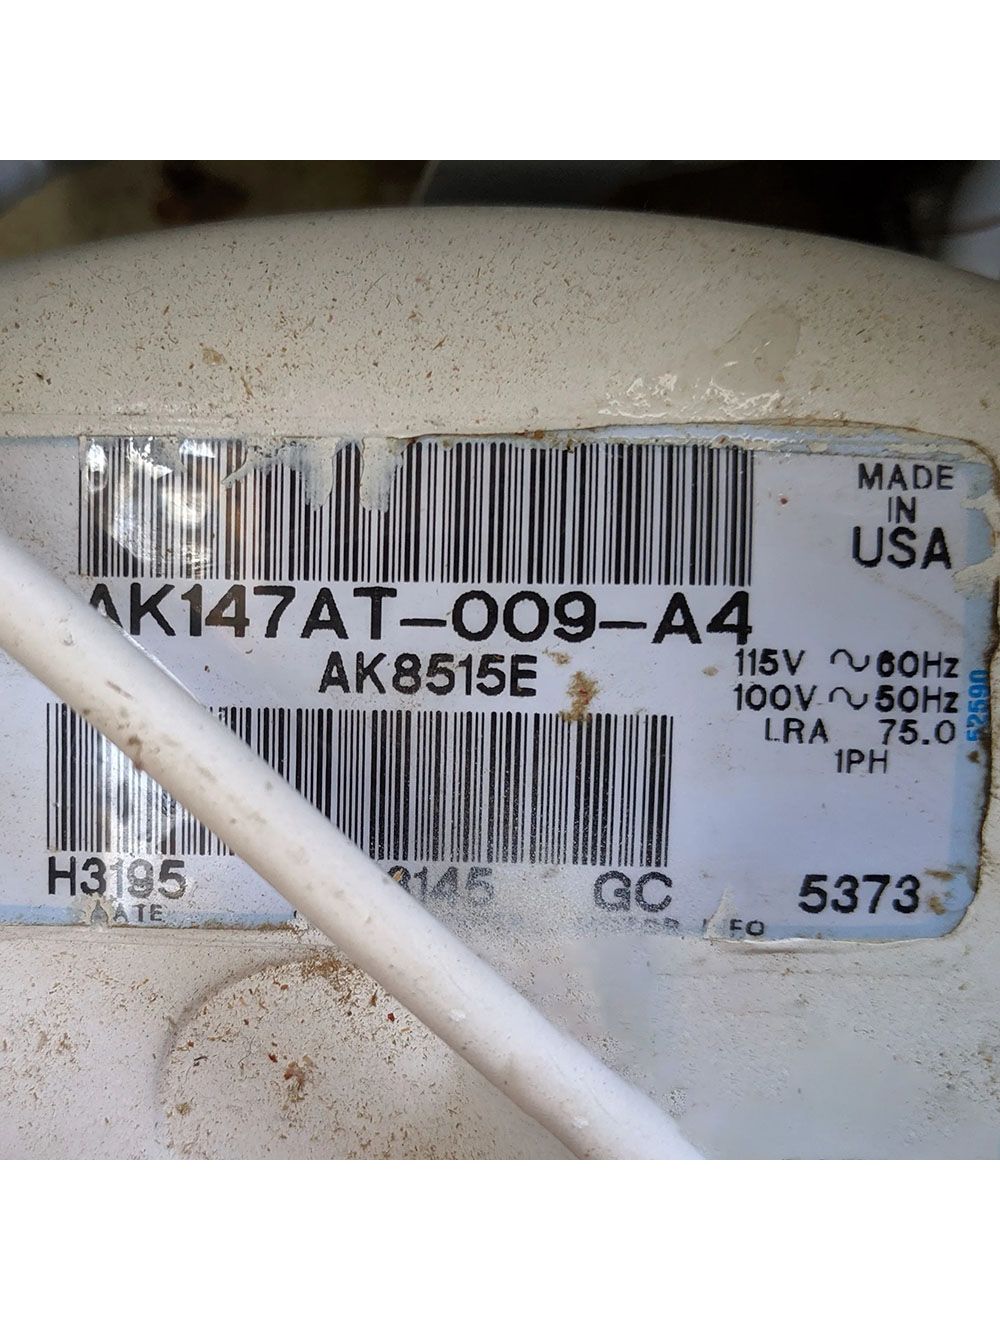 MADE
IN
USA
AK147AT-009-A4
AK8515E
115V ~ 60Hz
100V ~ 50Hz
LRA 75.0
1PH
52590
H3195 GC 5373